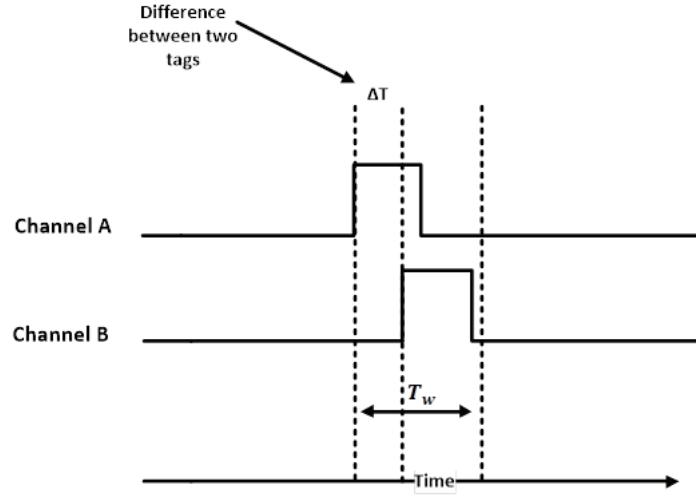 Difference
between two
tags
ΔT
Channel A
Channel B
T_w
Time